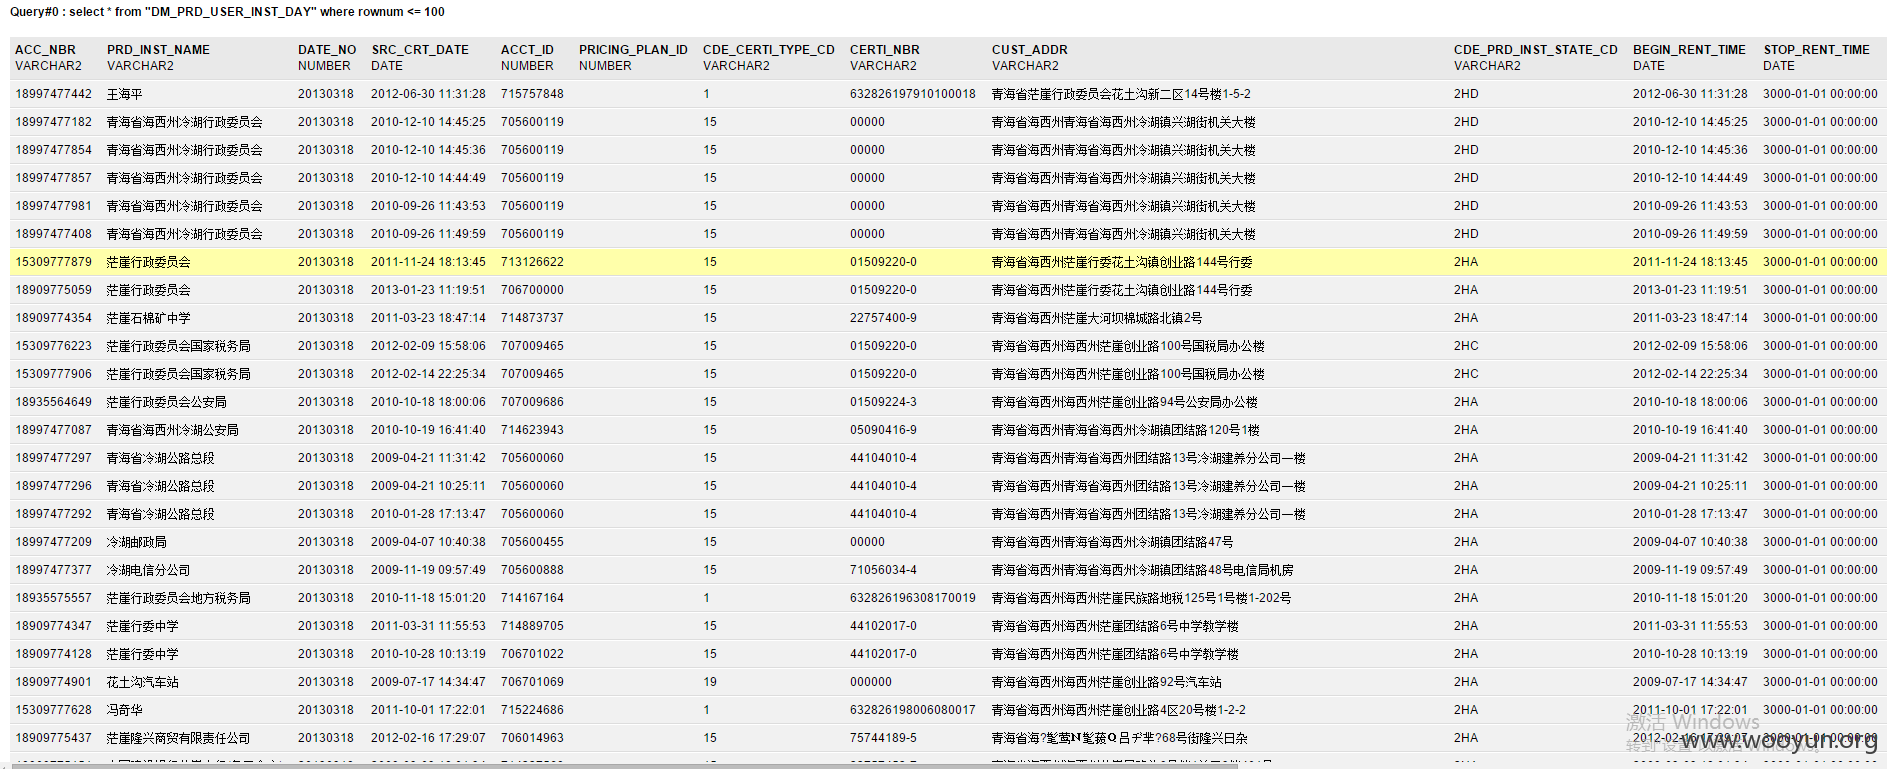 Query#0 : select * from "DM_PRD_USER_INST_DAY" where rownum <= 100
ACC_NBR PRD_INST_NAME DATE_NO SRC_CRT_DATE ACCT_ID PRICING_PLAN_ID CDE_CERTI_TYPE_CD CERTI_NBR CUST_ADDR CDE_PRD_INST_STATE_CD BEGIN_RENT_TIME STOP_RENT_TIME
VARCHAR2 VARCHAR2 NUMBER DATE NUMBER NUMBER VARCHAR2 VARCHAR2 VARCHAR2 VARCHAR2 DATE DATE
18997477442 王海平 20130318 2012-06-30 11:31:28 715757848 1 632826197910100018 青海省茫崖行政委员会花土沟新二区14号楼1-5-2 2HD 2012-06-30 11:31:28 3000-01-01 00:00:00
18997477182 青海省海西州冷湖行政委员会 20130318 2010-12-10 14:45:25 705600119 15 00000 青海省海西州青海省海西州冷湖镇兴湖街机关大楼 2HD 2010-12-10 14:45:25 3000-01-01 00:00:00
18997477854 青海省海西州冷湖行政委员会 20130318 2010-12-10 14:45:36 705600119 15 00000 青海省海西州青海省海西州冷湖镇兴湖街机关大楼 2HD 2010-12-10 14:45:36 3000-01-01 00:00:00
18997477857 青海省海西州冷湖行政委员会 20130318 2010-12-10 14:44:49 705600119 15 00000 青海省海西州青海省海西州冷湖镇兴湖街机关大楼 2HD 2010-12-10 14:44:49 3000-01-01 00:00:00
18997477981 青海省海西州冷湖行政委员会 20130318 2010-09-26 11:43:53 705600119 15 00000 青海省海西州青海省海西州冷湖镇兴湖街机关大楼 2HD 2010-09-26 11:43:53 3000-01-01 00:00:00
18997477408 青海省海西州冷湖行政委员会 20130318 2010-09-26 11:49:59 705600119 15 00000 青海省海西州青海省海西州冷湖镇兴湖街机关大楼 2HD 2010-09-26 11:49:59 3000-01-01 00:00:00
15309777879 茫崖行政委员会 20130318 2011-11-24 18:13:45 713126622 15 01509220-0 青海省海西州茫崖行委花土沟镇创业路144号行委 2HA 2011-11-24 18:13:45 3000-01-01 00:00:00
18909775059 茫崖行政委员会 20130318 2013-01-23 11:19:51 706700000 15 01509220-0 青海省海西州茫崖行委花土沟镇创业路144号行委 2HA 2013-01-23 11:19:51 3000-01-01 00:00:00
18909774354 茫崖石棉矿中学 20130318 2011-03-23 18:47:14 714873737 15 22757400-9 青海省海西州茫崖大河坝棉城路北镇2号 2HA 2011-03-23 18:47:14 3000-01-01 00:00:00
15309776223 茫崖行政委员会国家税务局 20130318 2012-02-09 15:58:06 707009465 15 01509220-0 青海省海西州海西州茫崖创业路100号国税局办公楼 2HC 2012-02-09 15:58:06 3000-01-01 00:00:00
15309777906 茫崖行政委员会国家税务局 20130318 2012-02-14 22:25:34 707009465 15 01509220-0 青海省海西州海西州茫崖创业路100号国税局办公楼 2HC 2012-02-14 22:25:34 3000-01-01 00:00:00
18935564649 茫崖行政委员会公安局 20130318 2010-10-18 18:00:06 707009686 15 01509224-3 青海省海西州海西州茫崖创业路94号公安局办公楼 2HA 2010-10-18 18:00:06 3000-01-01 00:00:00
18997477087 青海省海西州冷湖公安局 20130318 2010-10-19 16:41:40 714623943 15 05090416-9 青海省海西州青海省海西州冷湖镇团结路120号1楼 2HA 2010-10-19 16:41:40 3000-01-01 00:00:00
18997477297 青海省冷湖公路总段 20130318 2009-04-21 11:31:42 705600060 15 44104010-4 青海省海西州青海省海西州团结路13号冷湖建养分公司一楼 2HA 2009-04-21 11:31:42 3000-01-01 00:00:00
18997477296 青海省冷湖公路总段 20130318 2009-04-21 10:25:11 705600060 15 44104010-4 青海省海西州青海省海西州团结路13号冷湖建养分公司一楼 2HA 2009-04-21 10:25:11 3000-01-01 00:00:00
18997477292 青海省冷湖公路总段 20130318 2010-01-28 17:13:47 705600060 15 44104010-4 青海省海西州青海省海西州团结路13号冷湖建养分公司一楼 2HA 2010-01-28 17:13:47 3000-01-01 00:00:00
18997477209 冷湖邮政局 20130318 2009-04-07 10:40:38 705600455 15 00000 青海省海西州青海省海西州冷湖镇团结路47号 2HA 2009-04-07 10:40:38 3000-01-01 00:00:00
18997477377 冷湖电信分公司 20130318 2009-11-19 09:57:49 705600888 15 71056034-4 青海省海西州青海省海西州冷湖镇团结路48号电信局机房 2HA 2009-11-19 09:57:49 3000-01-01 00:00:00
18935575557 茫崖行政委员会地方税务局 20130318 2010-11-18 15:01:20 714167164 1 632826196308170019 青海省海西州海西州茫崖民族路地税125号1号楼1-202号 2HA 2010-11-18 15:01:20 3000-01-01 00:00:00
18909774347 茫崖行委中学 20130318 2011-03-31 11:55:53 714889705 15 44102017-0 青海省海西州海西州茫崖团结路6号中学教学楼 2HA 2011-03-31 11:55:53 3000-01-01 00:00:00
18909774128 茫崖行委中学 20130318 2010-10-28 10:13:19 706701022 15 44102017-0 青海省海西州海西州茫崖团结路6号中学教学楼 2HA 2010-10-28 10:13:19 3000-01-01 00:00:00
18909774901 花土沟汽车站 20130318 2009-07-17 14:34:47 706701069 19 000000 青海省海西州海西州茫崖创业路92号汽车站 2HA 2009-07-17 14:34:47 3000-01-01 00:00:00
15309777628 冯奇华 20130318 2011-10-01 17:22:01 715224686 1 632826198006080017 青海省海西州海西州茫崖创业路4区20号楼1-2-2 2HA 2011-10-01 17:22:01 3000-01-01 00:00:00
18909775437 茫崖隆兴商贸有限责任公司 20130318 2012-02-16 17:29:07 706014963 15 75744189-5 68号街隆兴日杂 2HA 2012-02-16 17:29:07 3000-01-01 00:00:00
激活 Windows
www.wooyun.org